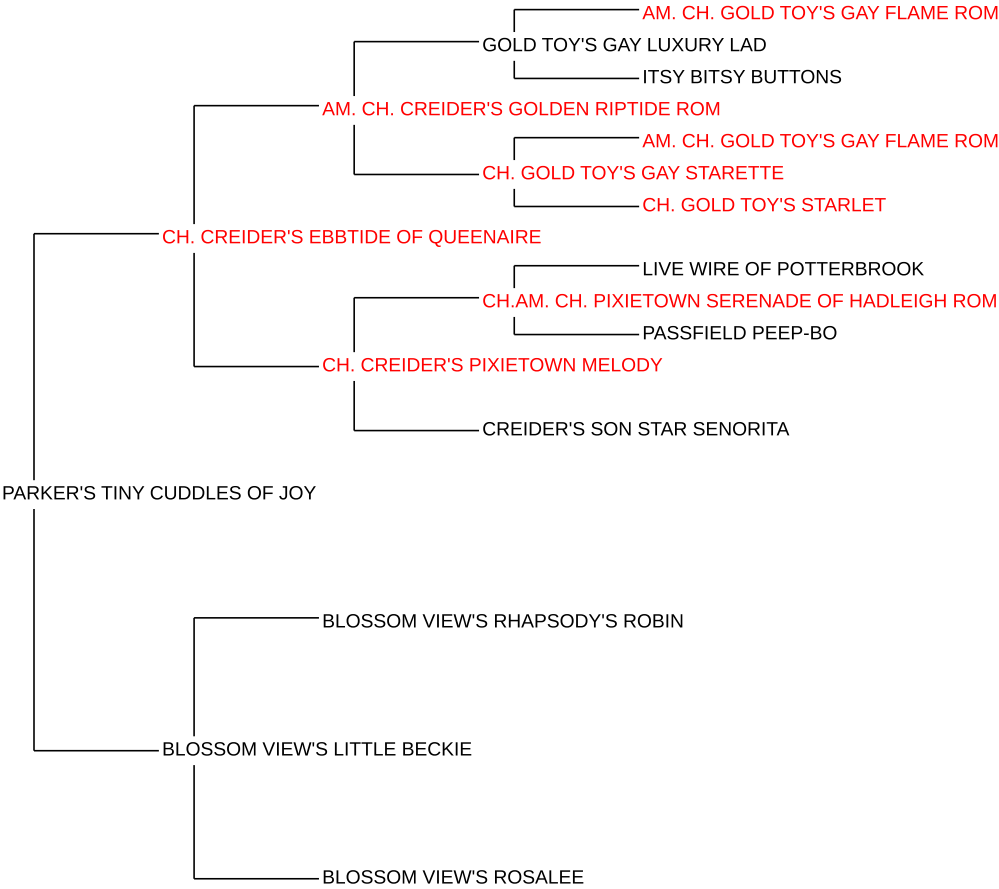 AM. CH. GOLD TOY'S GAY FLAME ROM
GOLD TOY'S GAY LUXURY LAD
ITSY BITSY BUTTONS
AM. CH. CREIDER'S GOLDEN RIPTIDE ROM
AM. CH. GOLD TOY'S GAY FLAME ROM
CH. GOLD TOY'S GAY STARETTE
CH. GOLD TOY'S STARLET
CH. CREIDER'S EBBTIDE OF QUEENAIRE
LIVE WIRE OF POTTERBROOK
CH.AM. CH. PIXIETOWN SERENADE OF HADLEIGH ROM
PASSFIELD PEEP-BO
CH. CREIDER'S PIXIETOWN MELODY
CREIDER'S SON STAR SENORITA
PARKER'S TINY CUDDLES OF JOY
BLOSSOM VIEW'S RHAPSODY'S ROBIN
BLOSSOM VIEW'S LITTLE BECKIE
BLOSSOM VIEW'S ROSALEE